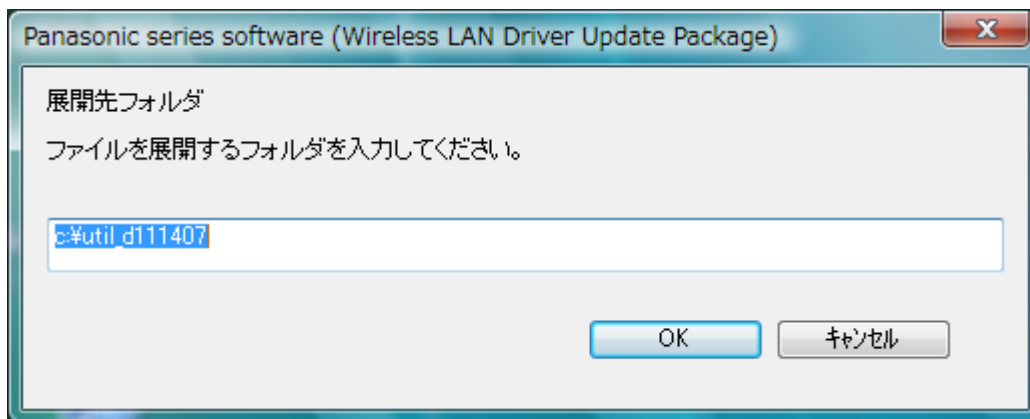 Panasonic series software (Wireless LAN Driver Update Package)
展開先フォルダ
ファイルを展開するフォルダを入力してください。
c:¥util_d111407
OK
キャンセル